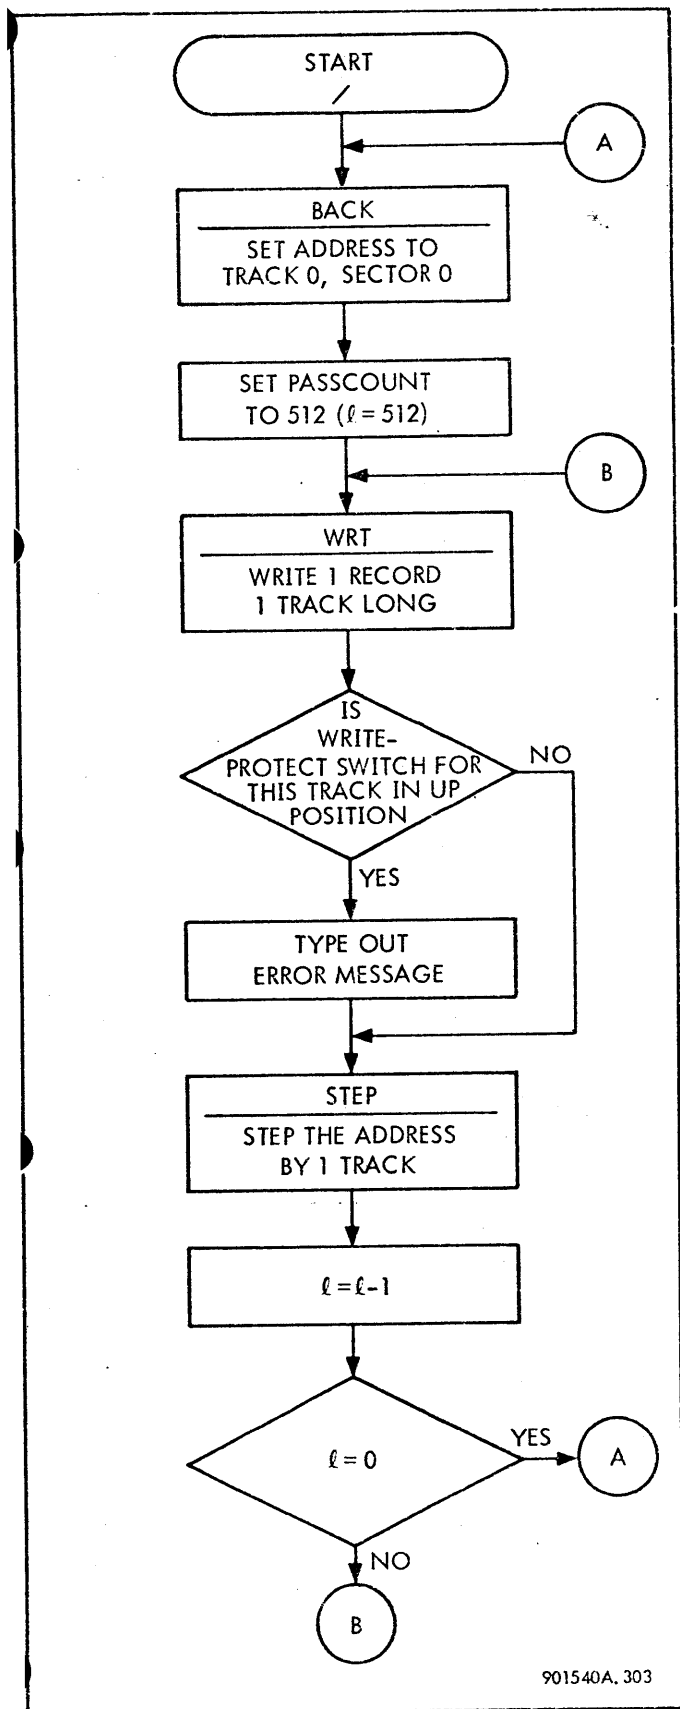 START
A
BACK
SET ADDRESS TO
TRACK 0, SECTOR 0
SET PASSCOUNT
TO 512 (ℓ = 512)
B
WRT
WRITE 1 RECORD
1 TRACK LONG
IS
WRITE-
PROTECT SWITCH FOR
THIS TRACK IN UP
POSITION
NO
YES
TYPE OUT
ERROR MESSAGE
STEP
STEP THE ADDRESS
BY 1 TRACK
ℓ = ℓ-1
ℓ = 0
YES
A
NO
B
901540A. 303